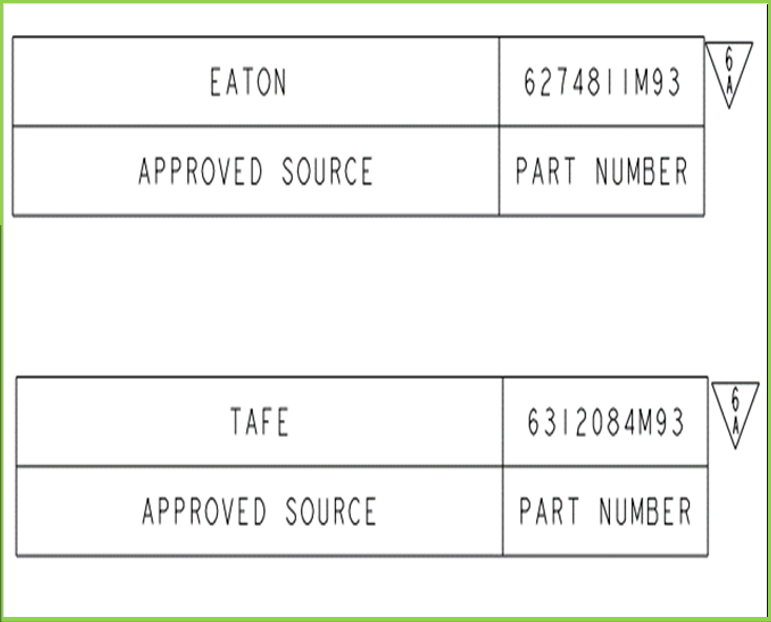 EATON 6274811M93 6
A
APPROVED SOURCE PART NUMBER
TAFE 6312084M93 6
A
APPROVED SOURCE PART NUMBER